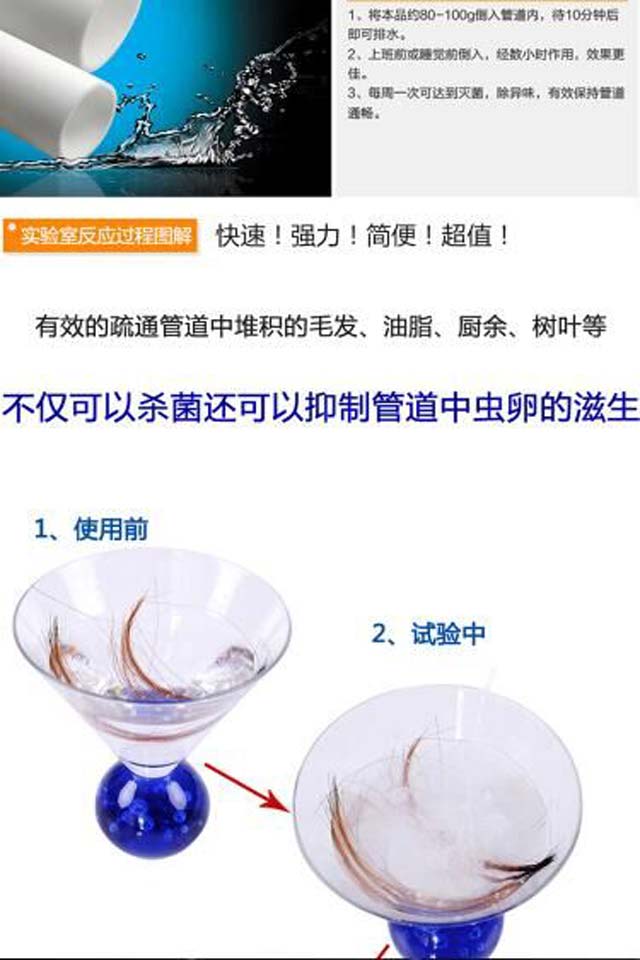 1、将本品约80-100g倒入管道内，待10分钟后
即可排水。
2、上班前或睡觉前倒入，经数小时作用，效果更
佳。
3、每周一次可达到灭菌，除异味，有效保持管道
通畅。
实验室反应过程图解 快速！强力！简便！超值！
有效的疏通管道中堆积的毛发、油脂、厨余、树叶等
不仅可以杀菌还可以抑制管道中虫卵的滋生
1、使用前
2、试验中